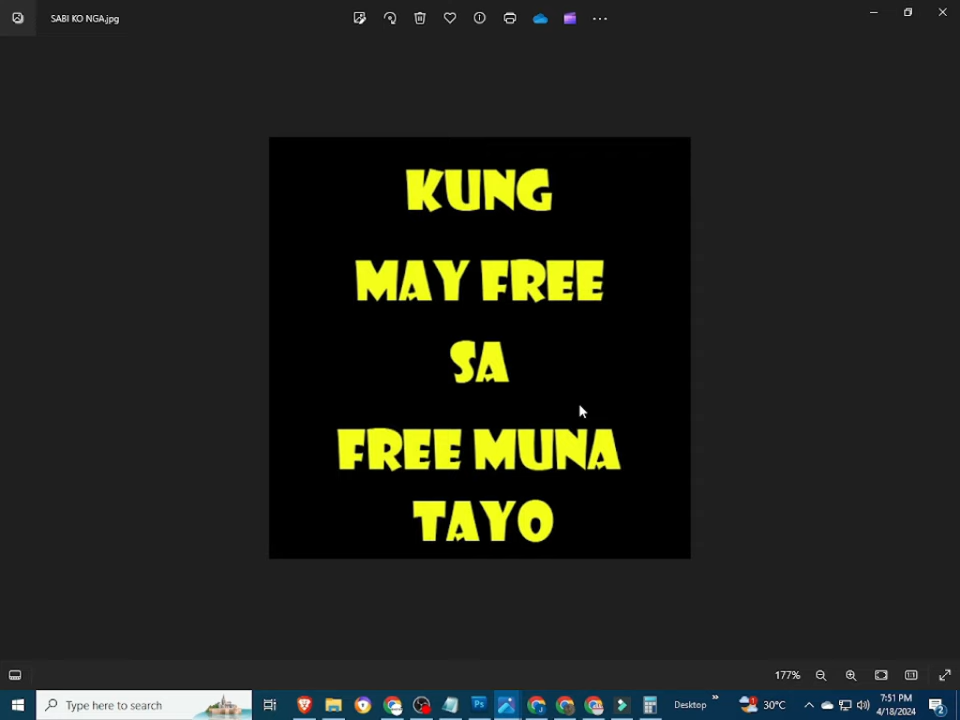 SABI KO NGA.jpg
KUNG
MAY FREE
SA
FREE MUNA
TAYO
177%
Type here to search
Desktop
30°C
7:51 PM
4/18/2024
2